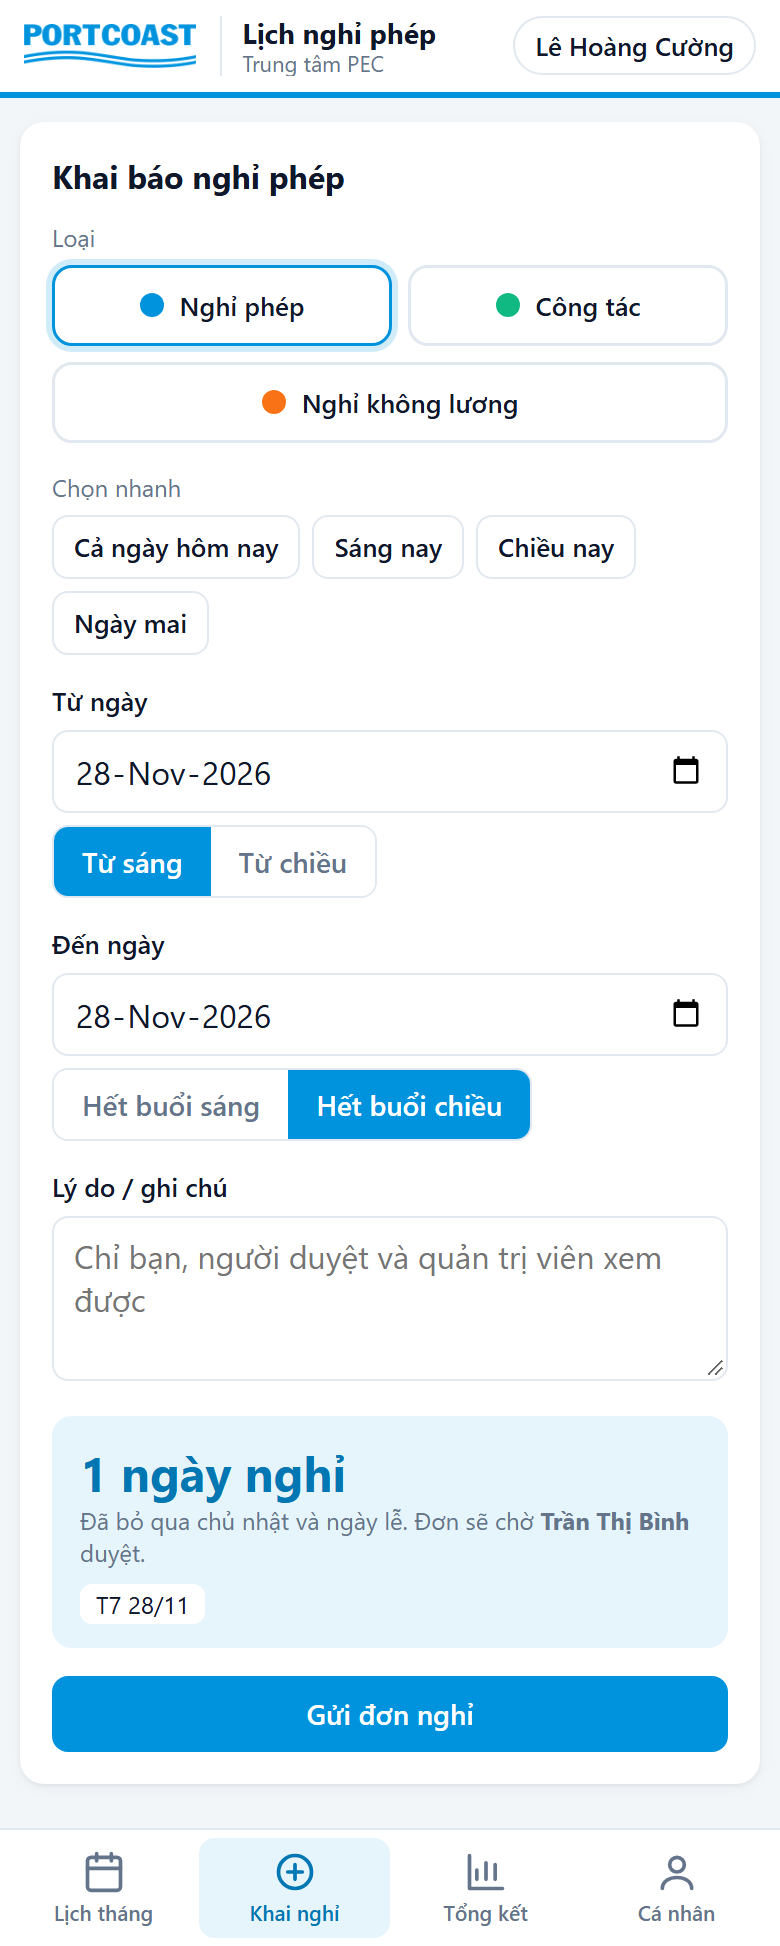 PORTCOAST
Lịch nghỉ phép
Trung tâm PEC
Lê Hoàng Cường
Khai báo nghỉ phép
Loại
Nghỉ phép
Công tác
Nghỉ không lương
Chọn nhanh
Cả ngày hôm nay
Sáng nay
Chiều nay
Ngày mai
Từ ngày
28-Nov-2026
Từ sáng
Từ chiều
Đến ngày
28-Nov-2026
Hết buổi sáng
Hết buổi chiều
Lý do / ghi chú
Chỉ bạn, người duyệt và quản trị viên xem
được
1 ngày nghỉ
Đã bỏ qua chủ nhật và ngày lễ. Đơn sẽ chờ Trần Thị Bình
duyệt.
T7 28/11
Gửi đơn nghỉ
Lịch tháng
Khai nghỉ
Tổng kết
Cá nhân